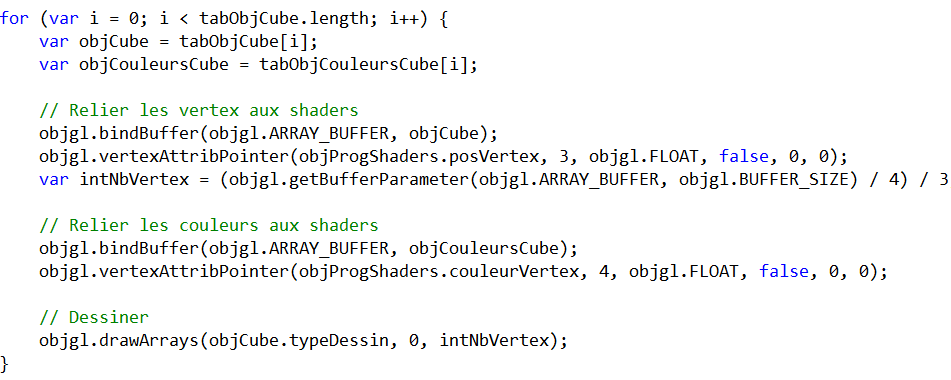 for (var i = 0; i < tabObjCube.length; i++) {
var objCube = tabObjCube[i];
var objCouleursCube = tabObjCouleursCube[i];
// Relier les vertex aux shaders
objgl.bindBuffer(objgl.ARRAY_BUFFER, objCube);
objgl.vertexAttribPointer(objProgShaders.posVertex, 3, objgl.FLOAT, false, 0, 0);
var intNbVertex = (objgl.getBufferParameter(objgl.ARRAY_BUFFER, objgl.BUFFER_SIZE) / 4) / 3
// Relier les couleurs aux shaders
objgl.bindBuffer(objgl.ARRAY_BUFFER, objCouleursCube);
objgl.vertexAttribPointer(objProgShaders.couleurVertex, 4, objgl.FLOAT, false, 0, 0);
// Dessiner
objgl.drawArrays(objCube.typeDessin, 0, intNbVertex);
}